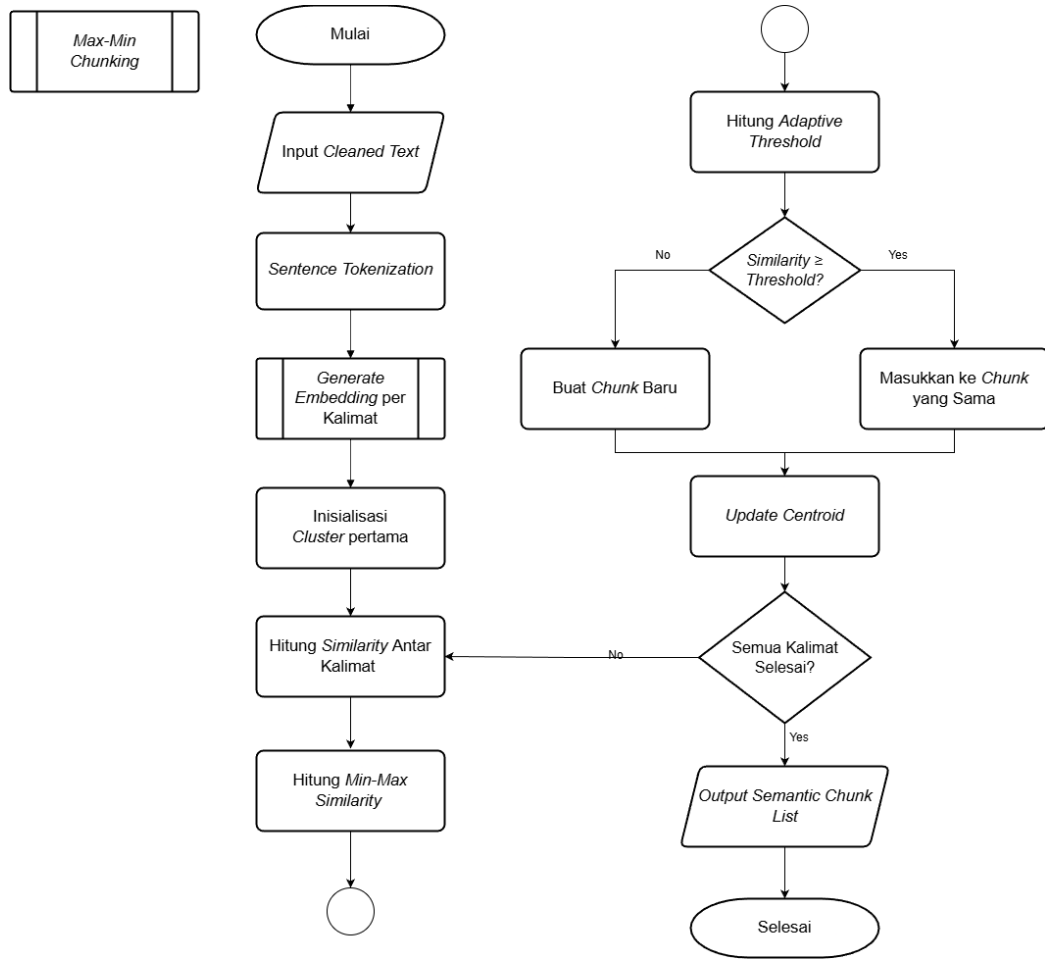 Max-Min
Chunking
Mulai
Input Cleaned Text
Sentence Tokenization
Generate
Embedding per
Kalimat
Inisialisasi
Cluster pertama
Hitung Similarity Antar
Kalimat
Hitung Min-Max
Similarity
Hitung Adaptive
Threshold
Similarity ≥
Threshold?
No
Yes
Buat Chunk Baru
Masukkan ke Chunk
yang Sama
Update Centroid
Semua Kalimat
Selesai?
No
Yes
Output Semantic Chunk
List
Selesai